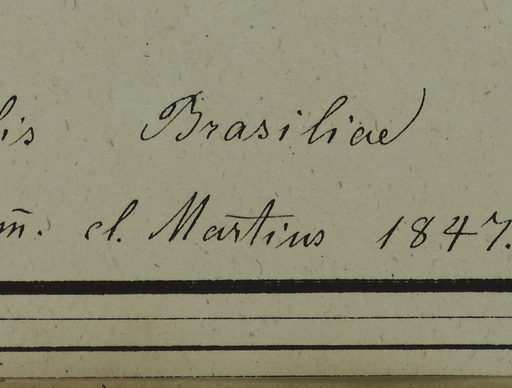 lis Brasiliae
m̄. cl. Martius 1847.